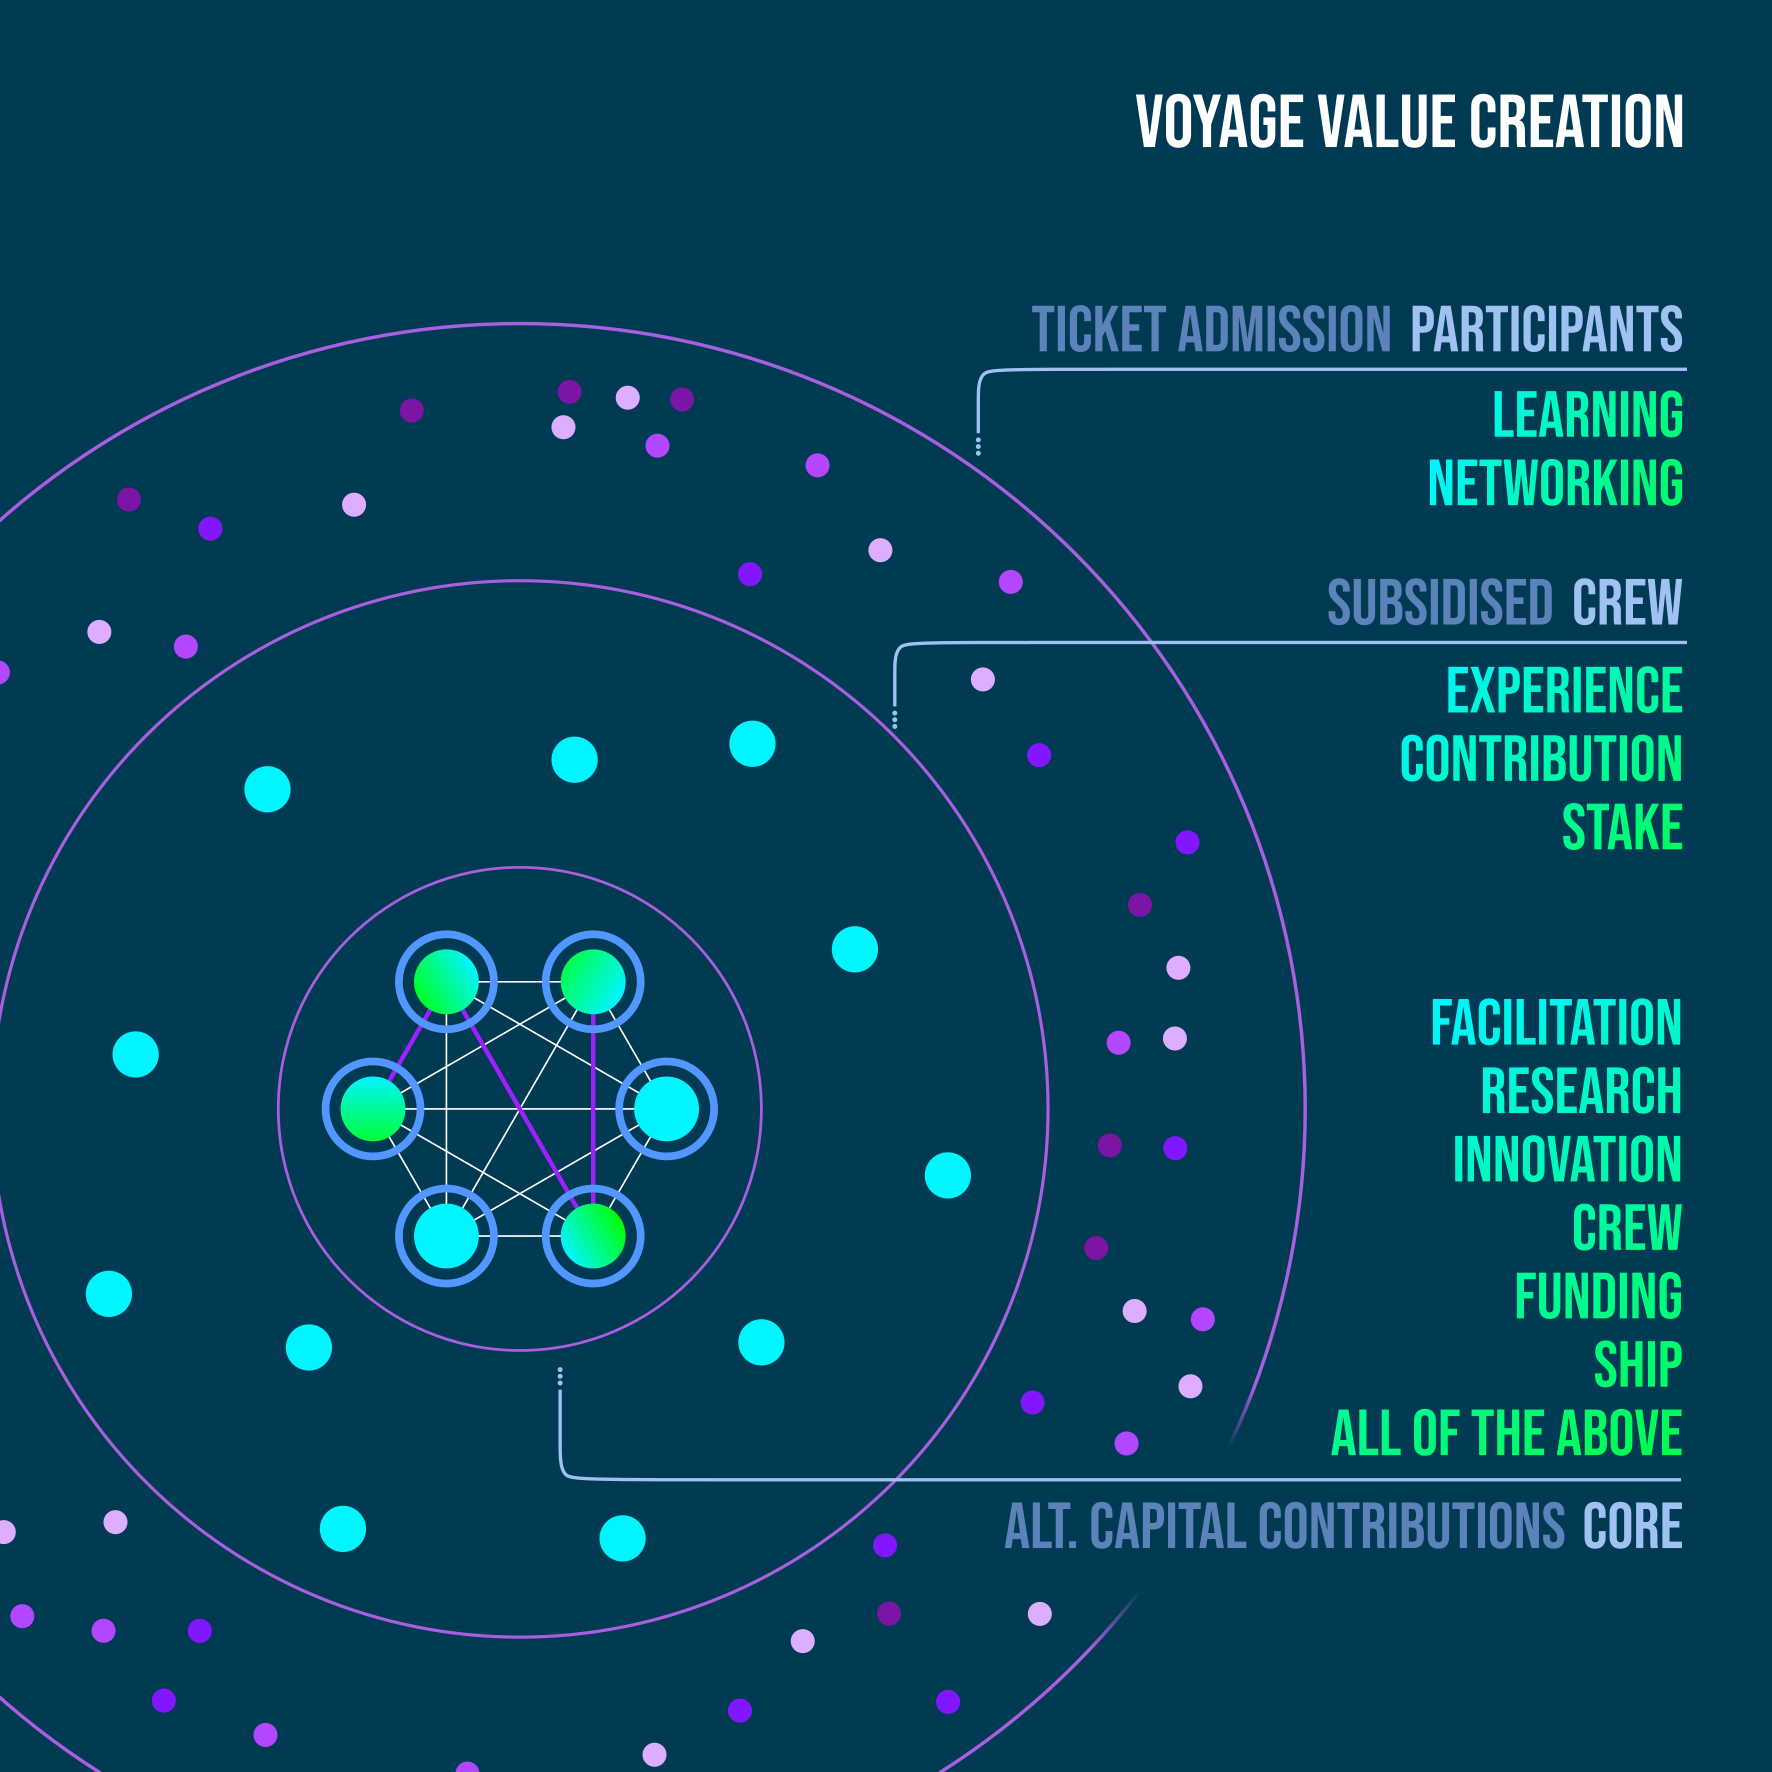 VOYAGE VALUE CREATION
TICKET ADMISSION PARTICIPANTS
LEARNING
NETWORKING
SUBSIDISED CREW
EXPERIENCE
CONTRIBUTION
STAKE
FACILITATION
RESEARCH
INNOVATION
CREW
FUNDING
SHIP
ALL OF THE ABOVE
ALT. CAPITAL CONTRIBUTIONS CORE